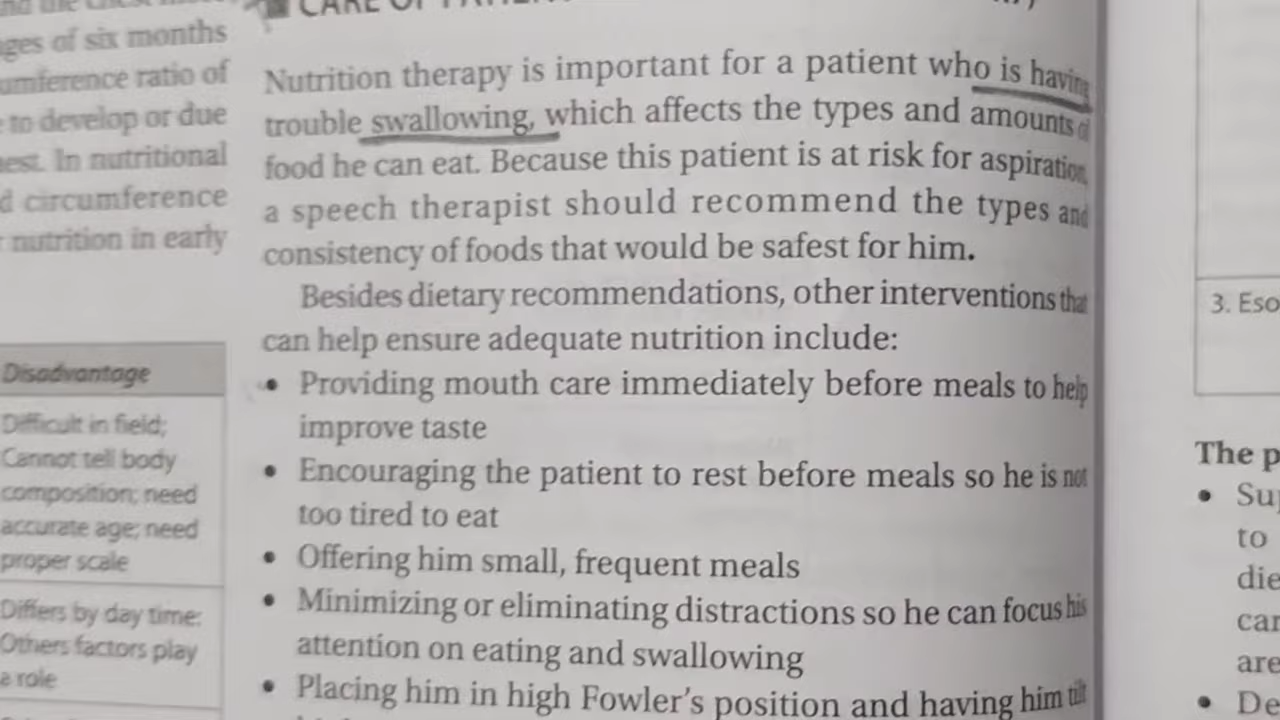 ges of six months
umference ratio of
to develop or due
nest. In nutritional
d circumference
nutrition in early
Disadvantage
Difficult in field;
Cannot tell body
composition; need
accurate age; need
proper scale
Differs by day time:
Others factors play
a role
CARE OF PATIENT
Nutrition therapy is important for a patient who is having
trouble swallowing, which affects the types and amounts of
food he can eat. Because this patient is at risk for aspiration,
a speech therapist should recommend the types and
consistency of foods that would be safest for him.
Besides dietary recommendations, other interventions that
can help ensure adequate nutrition include:
• Providing mouth care immediately before meals to help
improve taste
• Encouraging the patient to rest before meals so he is not
too tired to eat
• Offering him small, frequent meals
• Minimizing or eliminating distractions so he can focus his
attention on eating and swallowing
• Placing him in high Fowler's position and having him tilt
3. Eso
The p
• Su
to
die
car
are
• De